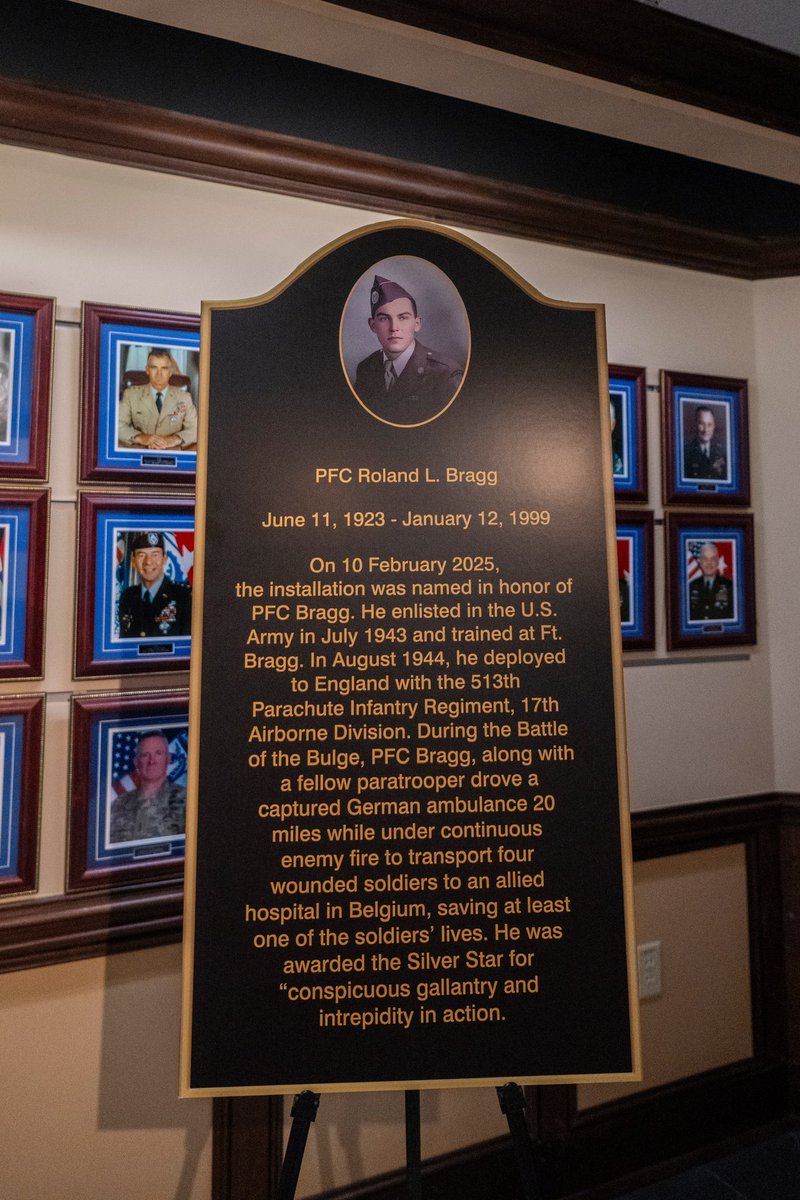 PFC Roland L. Bragg
June 11, 1923 - January 12, 1999
On 10 February 2025,
the installation was named in honor of
PFC Bragg. He enlisted in the U.S.
Army in July 1943 and trained at Ft.
Bragg. In August 1944, he deployed
to England with the 513th
Parachute Infantry Regiment, 17th
Airborne Division. During the Battle
of the Bulge, PFC Bragg, along with
a fellow paratrooper drove a
captured German ambulance 20
miles while under continuous
enemy fire to transport four
wounded soldiers to an allied
hospital in Belgium, saving at least
one of the soldiers’ lives. He was
awarded the Silver Star for
“conspicuous gallantry and
intrepidity in action.